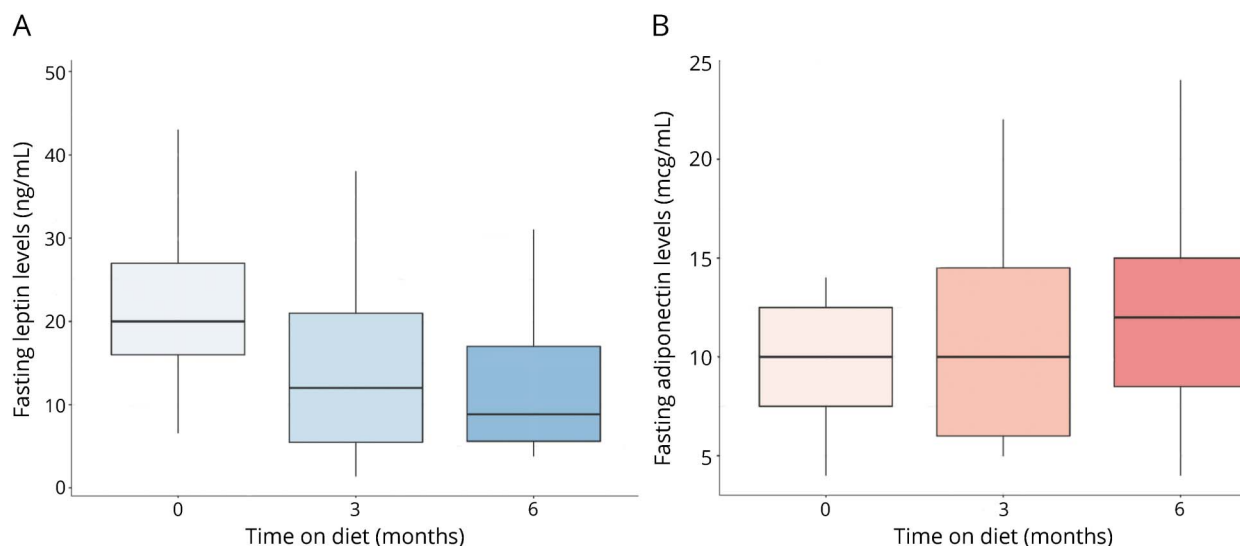 A
Fasting leptin levels (ng/mL)
50
40
30
20
10
0
0 3 6
Time on diet (months)
B
Fasting adiponectin levels (mcg/mL)
25
20
15
10
5
0 3 6
Time on diet (months)